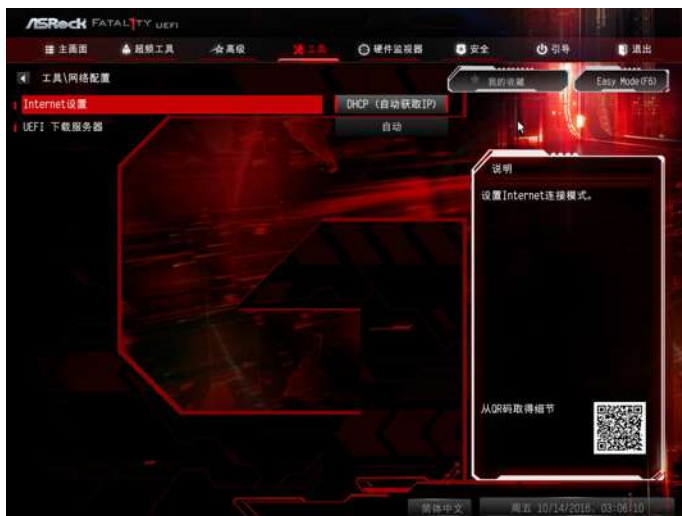 ASRock FATAL1TY UEFI
主画面 超频工具 高级 工具 硬件监视器 安全 引导 退出
工具\网络配置
我的收藏 Easy Mode(F6)
Internet设置 DHCP (自动获取IP)
UEFI 下载服务器 自动
说明
设置Internet连接模式。
从QR码取得细节
简体中文 周五 10/14/2016, 03:06:10